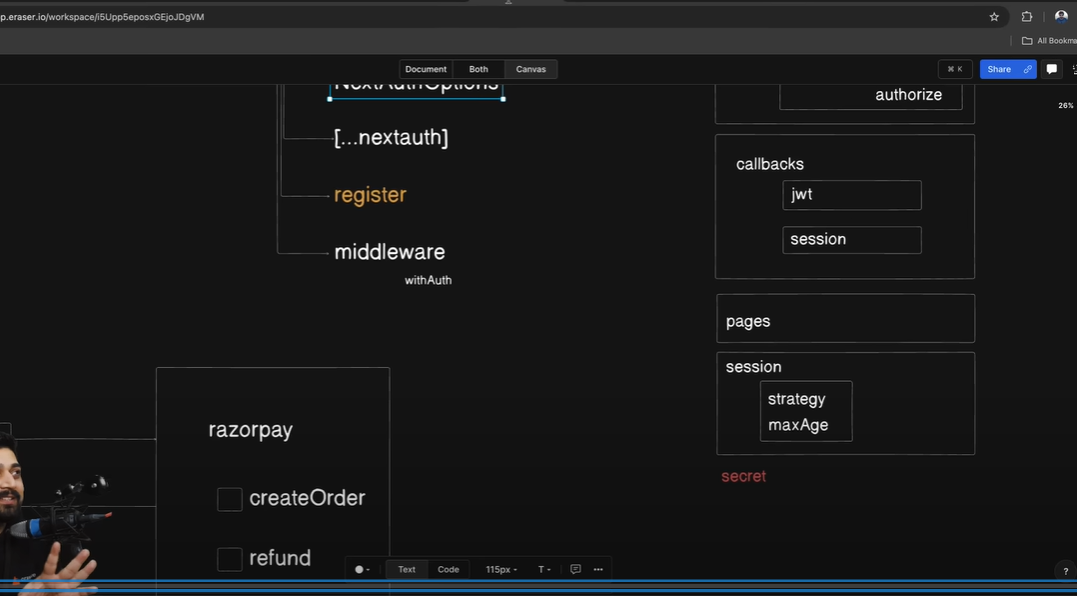 p.eraser.io/workspace/i5Upp5eposxGEjoJDgVM
All Bookma
Document
Both
Canvas
⌘ K
Share
26%
NextAuthOptions
[...nextauth]
register
middleware
withAuth
authorize
callbacks
jwt
session
pages
session
strategy
maxAge
secret
razorpay
createOrder
refund
Text
Code
115px
T
?